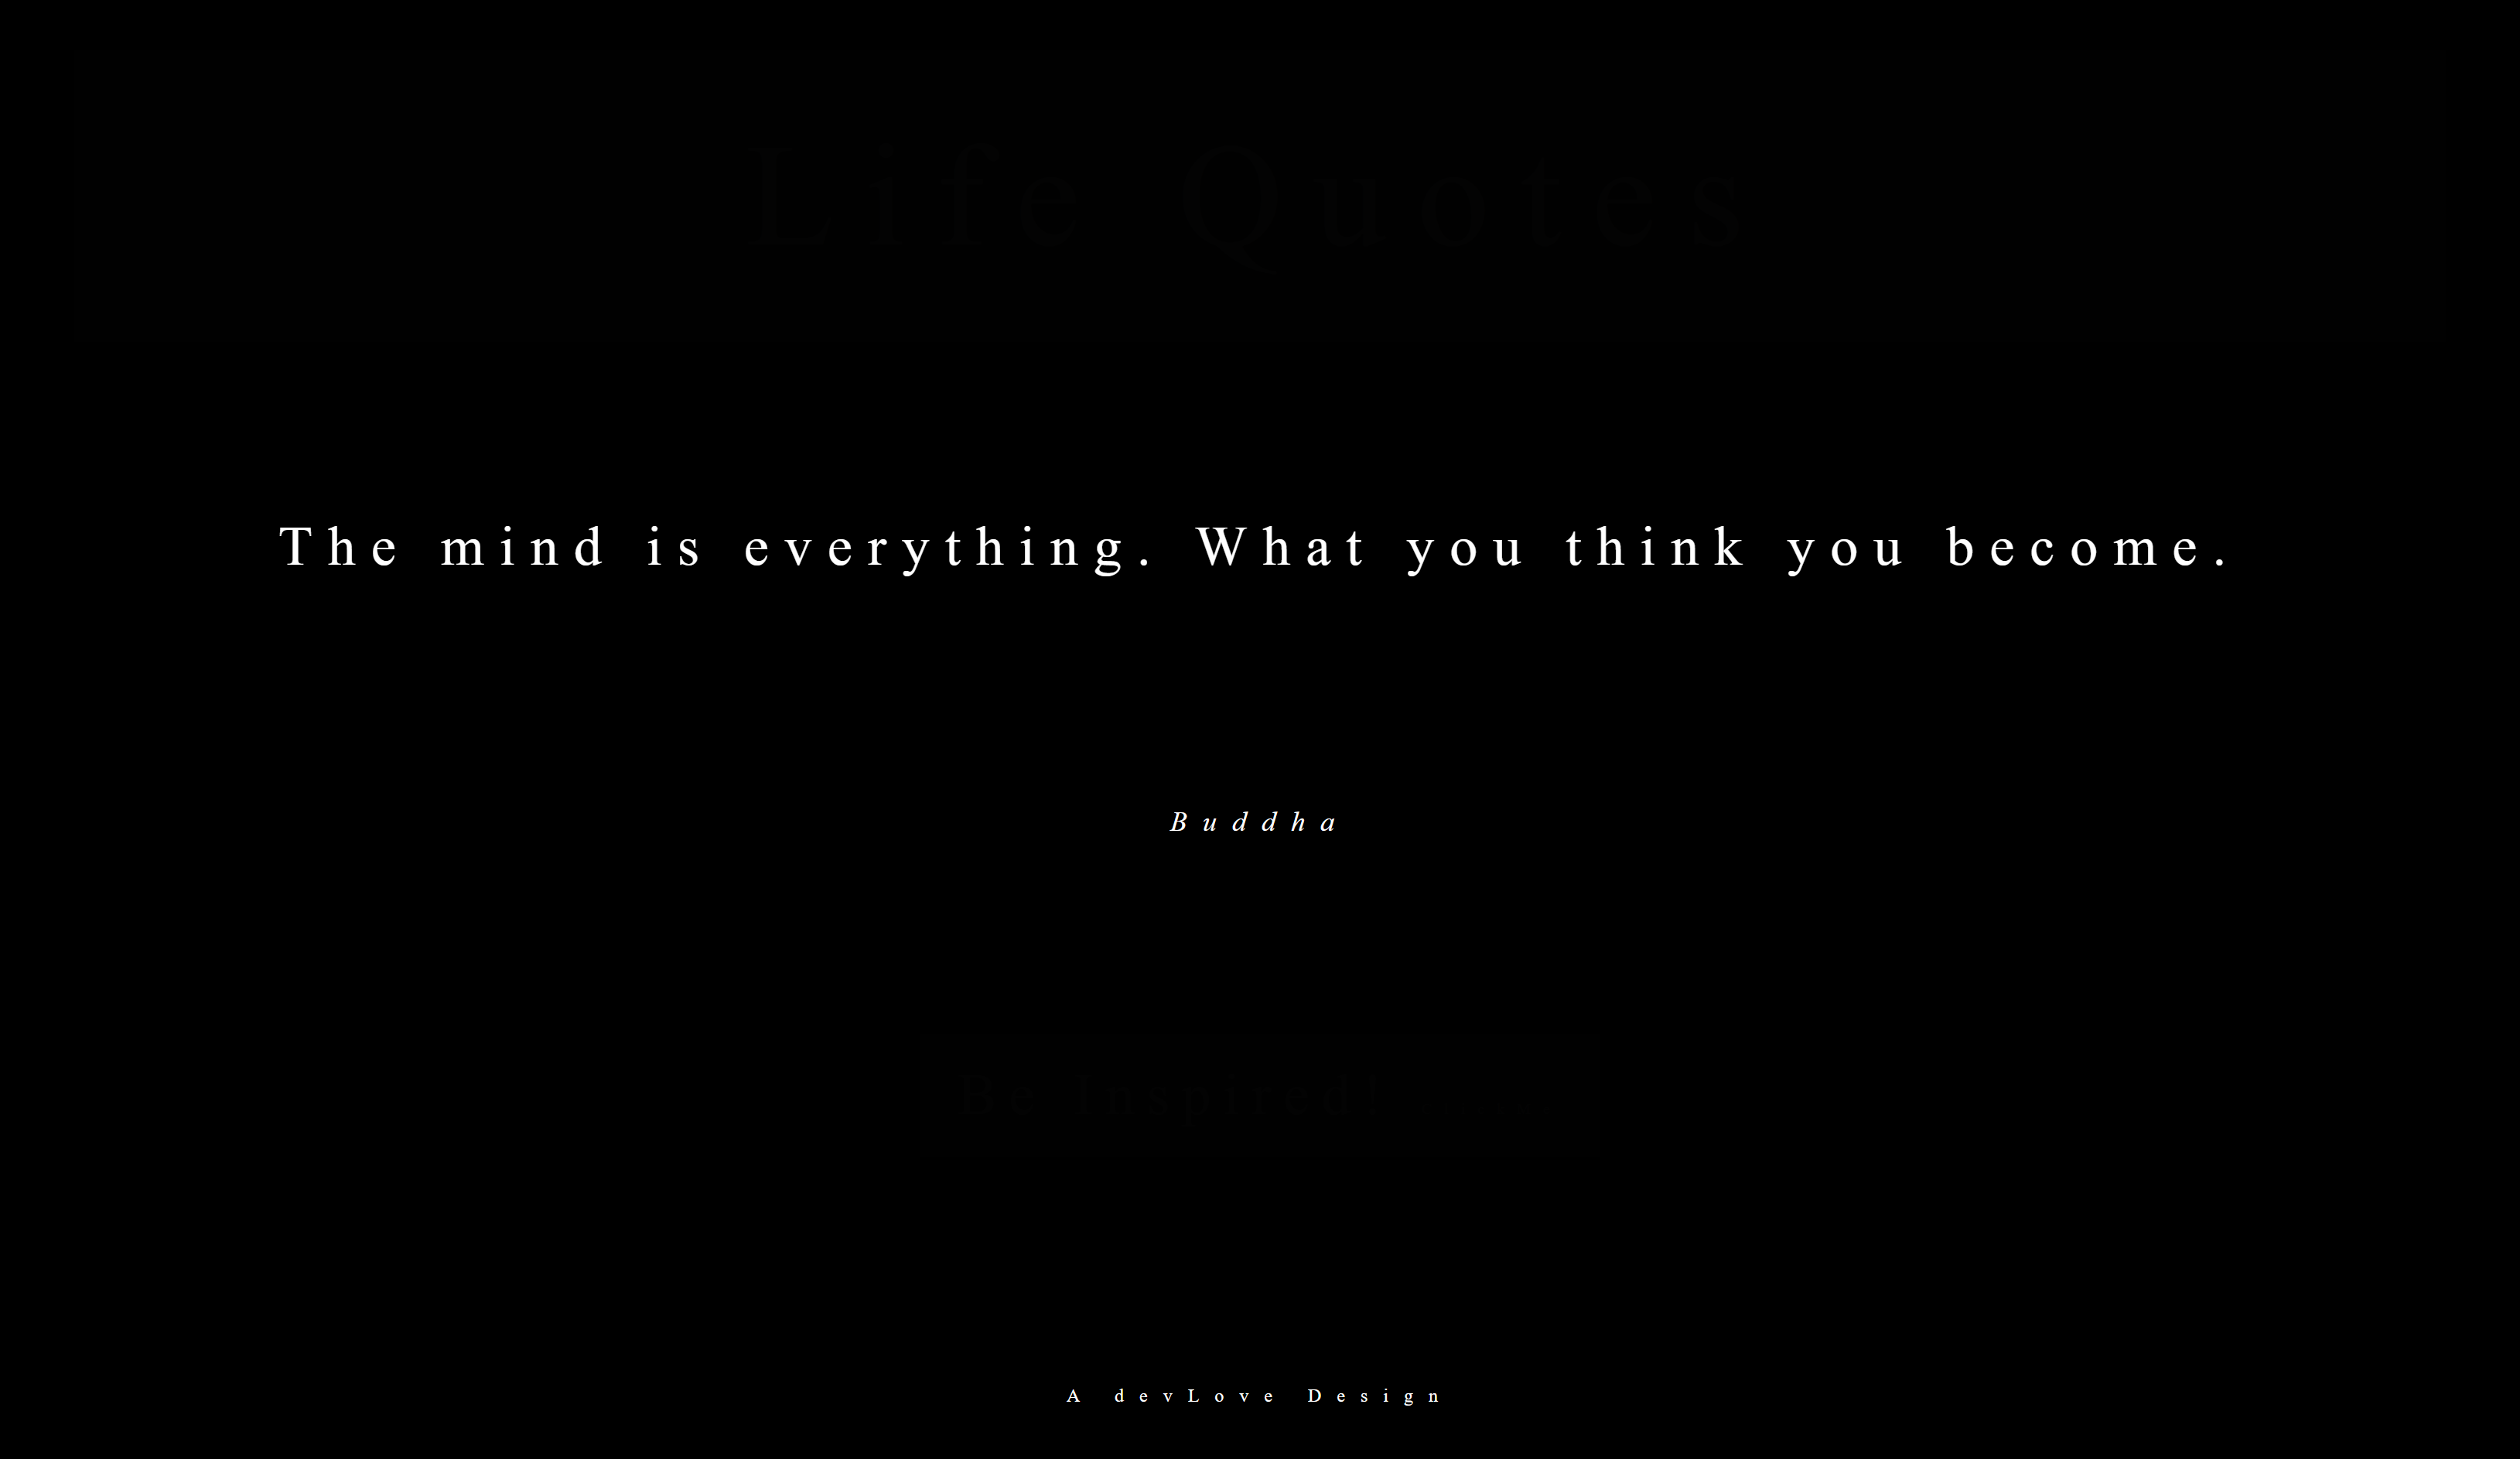 Life Quotes
The mind is everything. What you think you become.
Buddha
Be Inspired!
A devLove Design